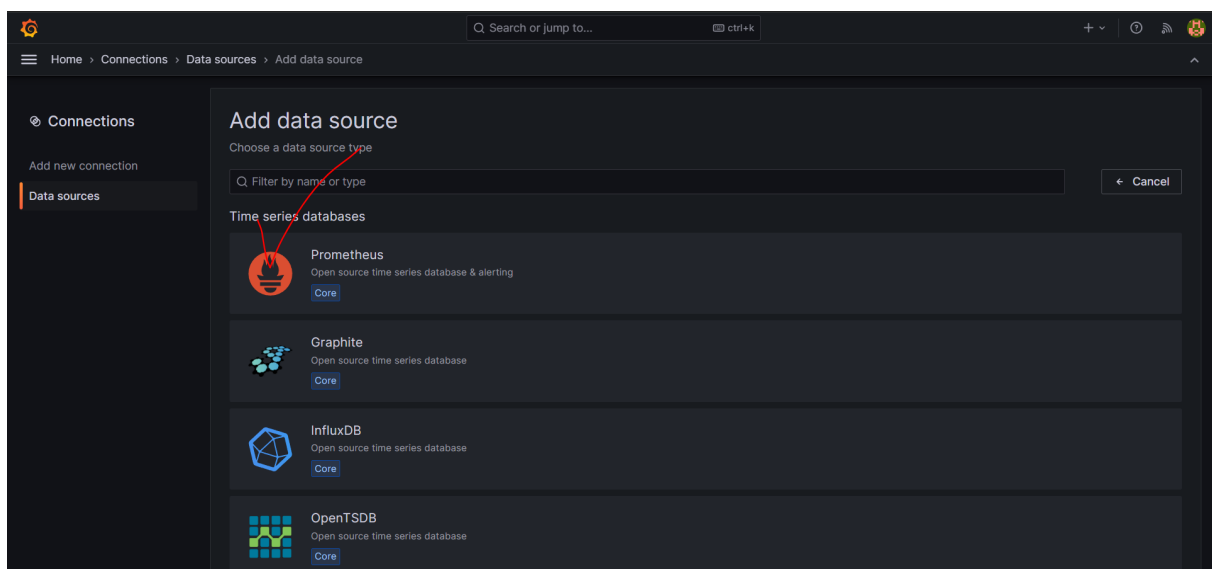 Search or jump to... ctrl+k
Home › Connections › Data sources › Add data source
Connections
Add new connection
Data sources
Add data source
Choose a data source type
Filter by name or type
Cancel
Time series databases
Prometheus
Open source time series database & alerting
Core
Graphite
Open source time series database
Core
InfluxDB
Open source time series database
Core
OpenTSDB
Open source time series database
Core